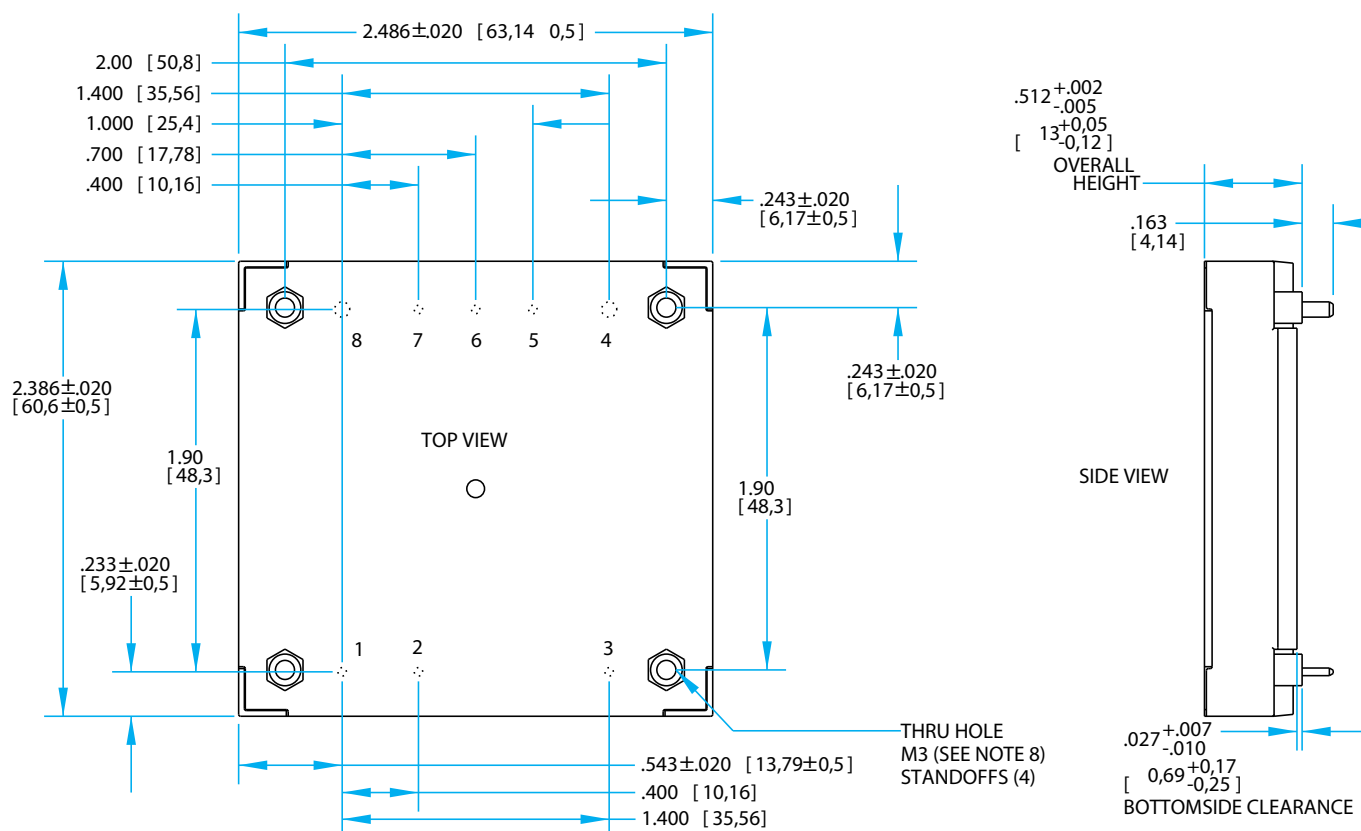 2.486±.020 [63,14 0,5]
2.00 [50,8]
1.400 [35,56]
1.000 [25,4]
.700 [17,78]
.400 [10,16]
.243±.020
[6,17±0,5]
8 7 6 5 4
.243±.020
[6,17±0,5]
2.386±.020
[60,6±0,5]
TOP VIEW
1.90
[48,3]
1.90
[48,3]
.233±.020
[5,92±0,5]
1 2 3
THRU HOLE
M3 (SEE NOTE 8)
STANDOFFS (4)
.543±.020 [13,79±0,5]
.400 [10,16]
1.400 [35,56]
.512 +.002
-.005
[ 13 +0,05
-0,12 ]
OVERALL
HEIGHT
.163
[4,14]
SIDE VIEW
.027 +.007
-.010
[ 0,69 +0,17
-0,25 ]
BOTTOMSIDE CLEARANCE